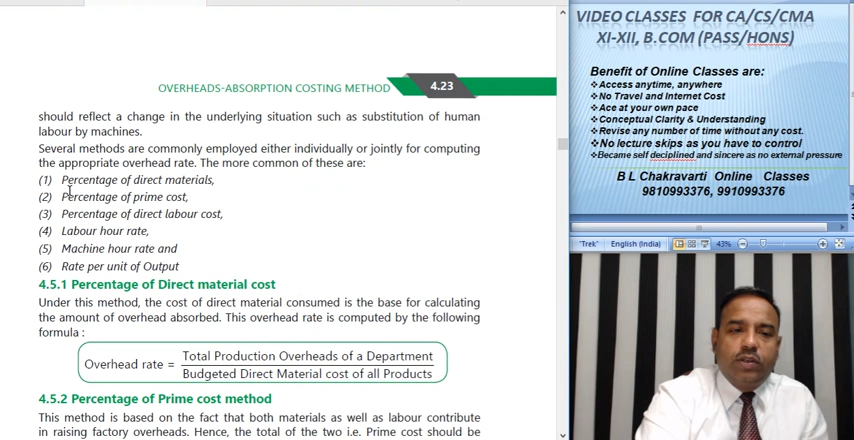 OVERHEADS-ABSORPTION COSTING METHOD 4.23
should reflect a change in the underlying situation such as substitution of human
labour by machines.
Several methods are commonly employed either individually or jointly for computing
the appropriate overhead rate. The more common of these are:
(1) Percentage of direct materials,
(2) Percentage of prime cost,
(3) Percentage of direct labour cost,
(4) Labour hour rate,
(5) Machine hour rate and
(6) Rate per unit of Output
4.5.1 Percentage of Direct material cost
Under this method, the cost of direct material consumed is the base for calculating
the amount of overhead absorbed. This overhead rate is computed by the following
formula :
Overhead rate = Total Production Overheads of a Department
Budgeted Direct Material cost of all Products
4.5.2 Percentage of Prime cost method
This method is based on the fact that both materials as well as labour contribute
in raising factory overheads. Hence, the total of the two i.e. Prime cost should be
VIDEO CLASSES FOR CA/CS/CMA
XI-XII, B.COM (PASS/HONS)
Benefit of Online Classes are:
❖Access anytime, anywhere
❖No Travel and Internet Cost
❖Ace at your own pace
❖Conceptual Clarity & Understanding
❖Revise any number of time without any cost.
❖No lecture skips as you have to control
❖Became self deciplined and sincere as no external pressure
B L Chakravarti Online Classes
9810993376, 9910993376
"Trek" English (India) 43%